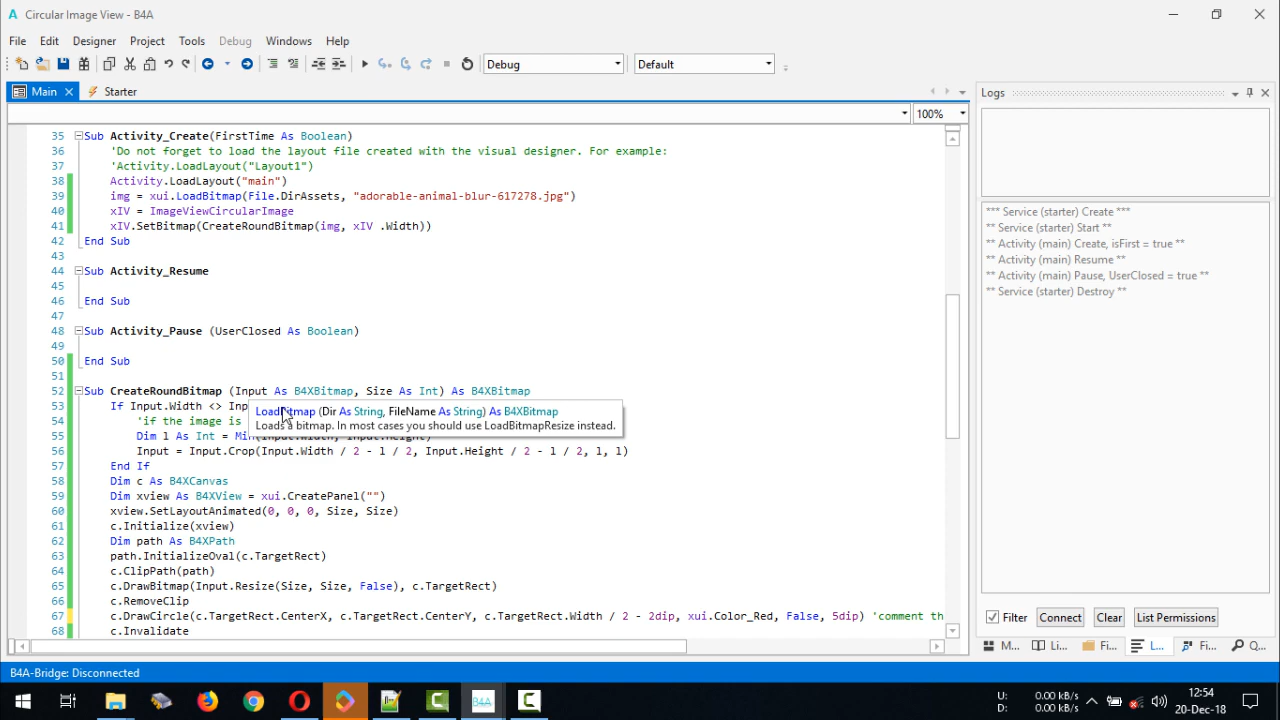 Circular Image View - B4A
File Edit Designer Project Tools Debug Windows Help
Debug Default
Main Starter
100%
35 Sub Activity_Create(FirstTime As Boolean)
36 'Do not forget to load the layout file created with the visual designer. For example:
37 'Activity.LoadLayout("Layout1")
38 Activity.LoadLayout("main")
39 img = xui.LoadBitmap(File.DirAssets, "adorable-animal-blur-617278.jpg")
40 xIV = ImageViewCircularImage
41 xIV.SetBitmap(CreateRoundBitmap(img, xIV .Width))
42 End Sub
43
44 Sub Activity_Resume
45
46 End Sub
47
48 Sub Activity_Pause (UserClosed As Boolean)
49
50 End Sub
51
52 Sub CreateRoundBitmap (Input As B4XBitmap, Size As Int) As B4XBitmap
53 If Input.Width <> Inp
LoadBitmap (Dir As String, FileName As String) As B4XBitmap
54 'if the image is
Loads a bitmap. In most cases you should use LoadBitmapResize instead.
55 Dim l As Int = Min(Input.Width, Input.Height)
56 Input = Input.Crop(Input.Width / 2 - l / 2, Input.Height / 2 - l / 2, l, l)
57 End If
58 Dim c As B4XCanvas
59 Dim xview As B4XView = xui.CreatePanel("")
60 xview.SetLayoutAnimated(0, 0, 0, Size, Size)
61 c.Initialize(xview)
62 Dim path As B4XPath
63 path.InitializeOval(c.TargetRect)
64 c.ClipPath(path)
65 c.DrawBitmap(Input.Resize(Size, Size, False), c.TargetRect)
66 c.RemoveClip
67 c.DrawCircle(c.TargetRect.CenterX, c.TargetRect.CenterY, c.TargetRect.Width / 2 - 2dip, xui.Color_Red, False, 5dip) 'comment th
68 c.Invalidate
Logs
*** Service (starter) Create ***
** Service (starter) Start **
** Activity (main) Create, isFirst = true **
** Activity (main) Resume **
** Activity (main) Pause, UserClosed = true **
** Service (starter) Destroy **
Filter Connect Clear List Permissions
M... Li... Fi... L... Fi... Q...
B4A-Bridge: Disconnected
B4A
U: 0.00 kB/s
D: 0.00 kB/s
12:54
20-Dec-18